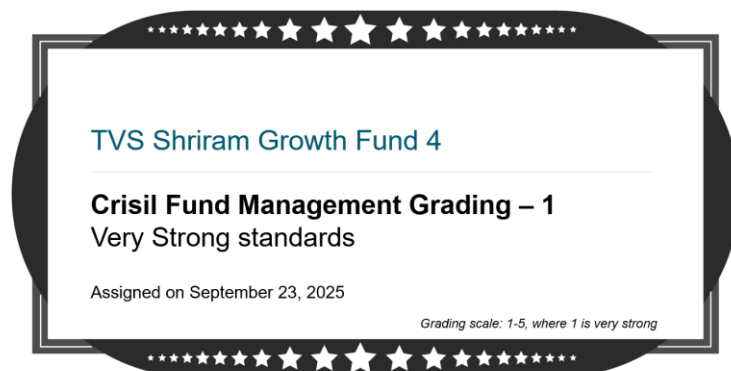 TVS Shriram Growth Fund 4
Crisil Fund Management Grading – 1
Very Strong standards
Assigned on September 23, 2025
Grading scale: 1-5, where 1 is very strong